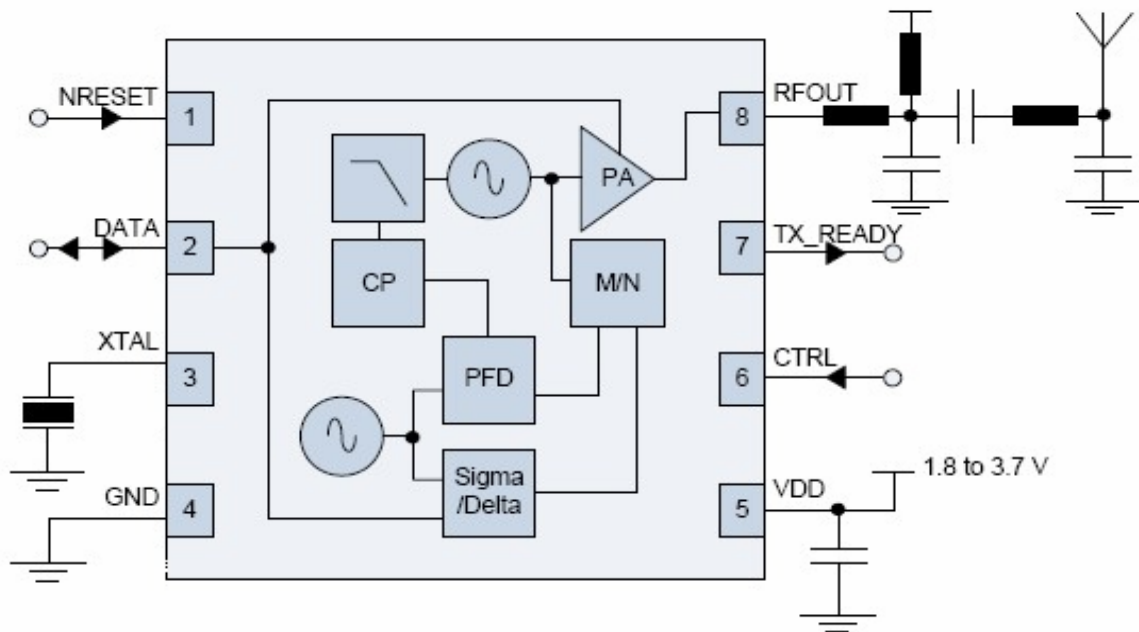 NRESET
1
DATA
2
XTAL
3
GND
4
CP
PFD
Sigma
/Delta
PA
M/N
RFOUT
8
TX_READY
7
CTRL
6
1.8 to 3.7 V
VDD
5